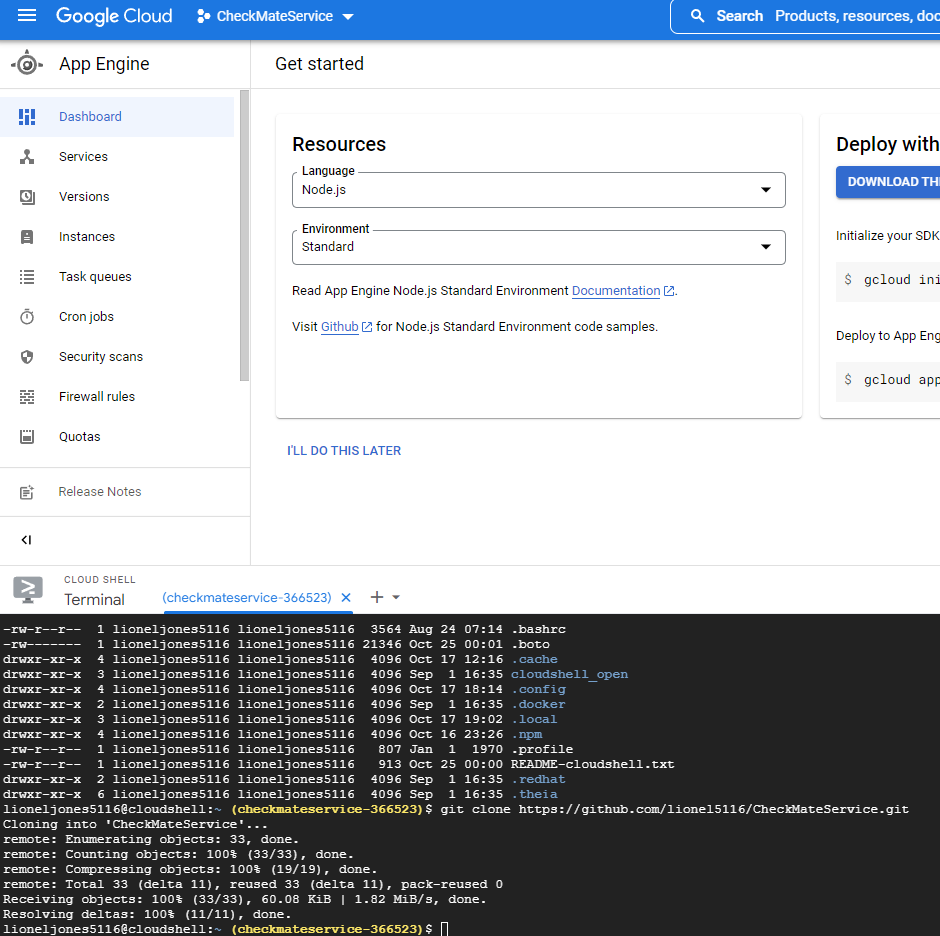 Google Cloud
CheckMateService
Search Products, resources, doc
App Engine
Get started
Dashboard
Services
Versions
Instances
Task queues
Cron jobs
Security scans
Firewall rules
Quotas
Release Notes
Resources
Language
Node.js
Environment
Standard
Read App Engine Node.js Standard Environment Documentation.
Visit Github for Node.js Standard Environment code samples.
I'LL DO THIS LATER
Deploy with
DOWNLOAD THE
Initialize your SDK
$ gcloud ini
Deploy to App Eng
$ gcloud app
CLOUD SHELL
Terminal
(checkmateservice-366523)
-rw-r--r-- 1 lioneljones5116 lioneljones5116 3564 Aug 24 07:14 .bashrc
-rw------- 1 lioneljones5116 lioneljones5116 21346 Oct 25 00:01 .boto
drwxr-xr-x 4 lioneljones5116 lioneljones5116 4096 Oct 17 12:16 .cache
drwxr-xr-x 3 lioneljones5116 lioneljones5116 4096 Sep 1 16:35 cloudshell_open
drwxr-xr-x 4 lioneljones5116 lioneljones5116 4096 Oct 17 18:14 .config
drwxr-xr-x 2 lioneljones5116 lioneljones5116 4096 Sep 1 16:35 .docker
drwxr-xr-x 3 lioneljones5116 lioneljones5116 4096 Oct 17 19:02 .local
drwxr-xr-x 4 lioneljones5116 lioneljones5116 4096 Oct 16 23:26 .npm
-rw-r--r-- 1 lioneljones5116 lioneljones5116 807 Jan 1 1970 .profile
-rw-r--r-- 1 lioneljones5116 lioneljones5116 913 Oct 25 00:00 README-cloudshell.txt
drwxr-xr-x 2 lioneljones5116 lioneljones5116 4096 Sep 1 16:35 .redhat
drwxr-xr-x 6 lioneljones5116 lioneljones5116 4096 Sep 1 16:35 .theia
lioneljones5116@cloudshell:~ (checkmateservice-366523)$ git clone https://github.com/lionel5116/CheckMateService.git
Cloning into 'CheckMateService'...
remote: Enumerating objects: 33, done.
remote: Counting objects: 100% (33/33), done.
remote: Compressing objects: 100% (19/19), done.
remote: Total 33 (delta 11), reused 33 (delta 11), pack-reused 0
Receiving objects: 100% (33/33), 60.08 KiB | 1.82 MiB/s, done.
Resolving deltas: 100% (11/11), done.
lioneljones5116@cloudshell:~ (checkmateservice-366523)$